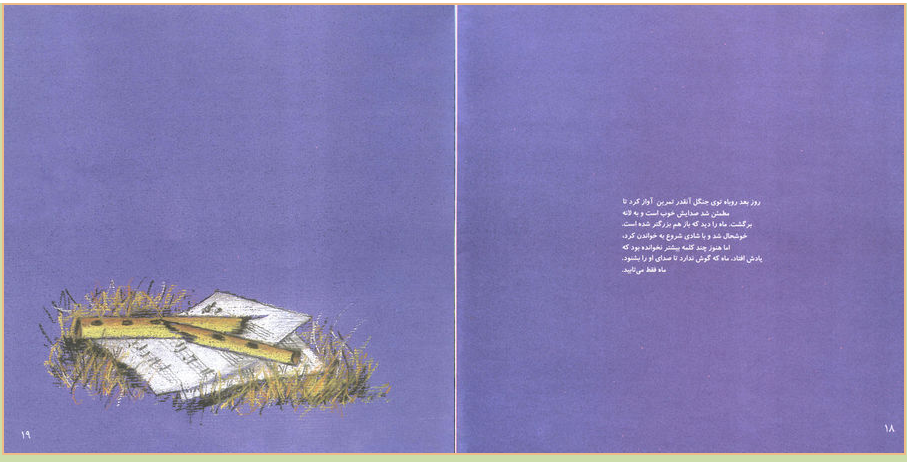 روز بعد روباه توی جنگل آنقدر تمرین آواز کرد تا
مطمئن شد صدایش خوب است و به لانه
برگشت. ماه را دید که باز هم بزرگتر شده است.
خوشحال شد و با شادی شروع به خواندن کرد،
اما هنوز چند کلمه بیشتر نخوانده بود که
یادش افتاد، ماه که گوش ندارد تا صدای او را بشنود.
ماه فقط می‌تابید.
۱۸
۱۹